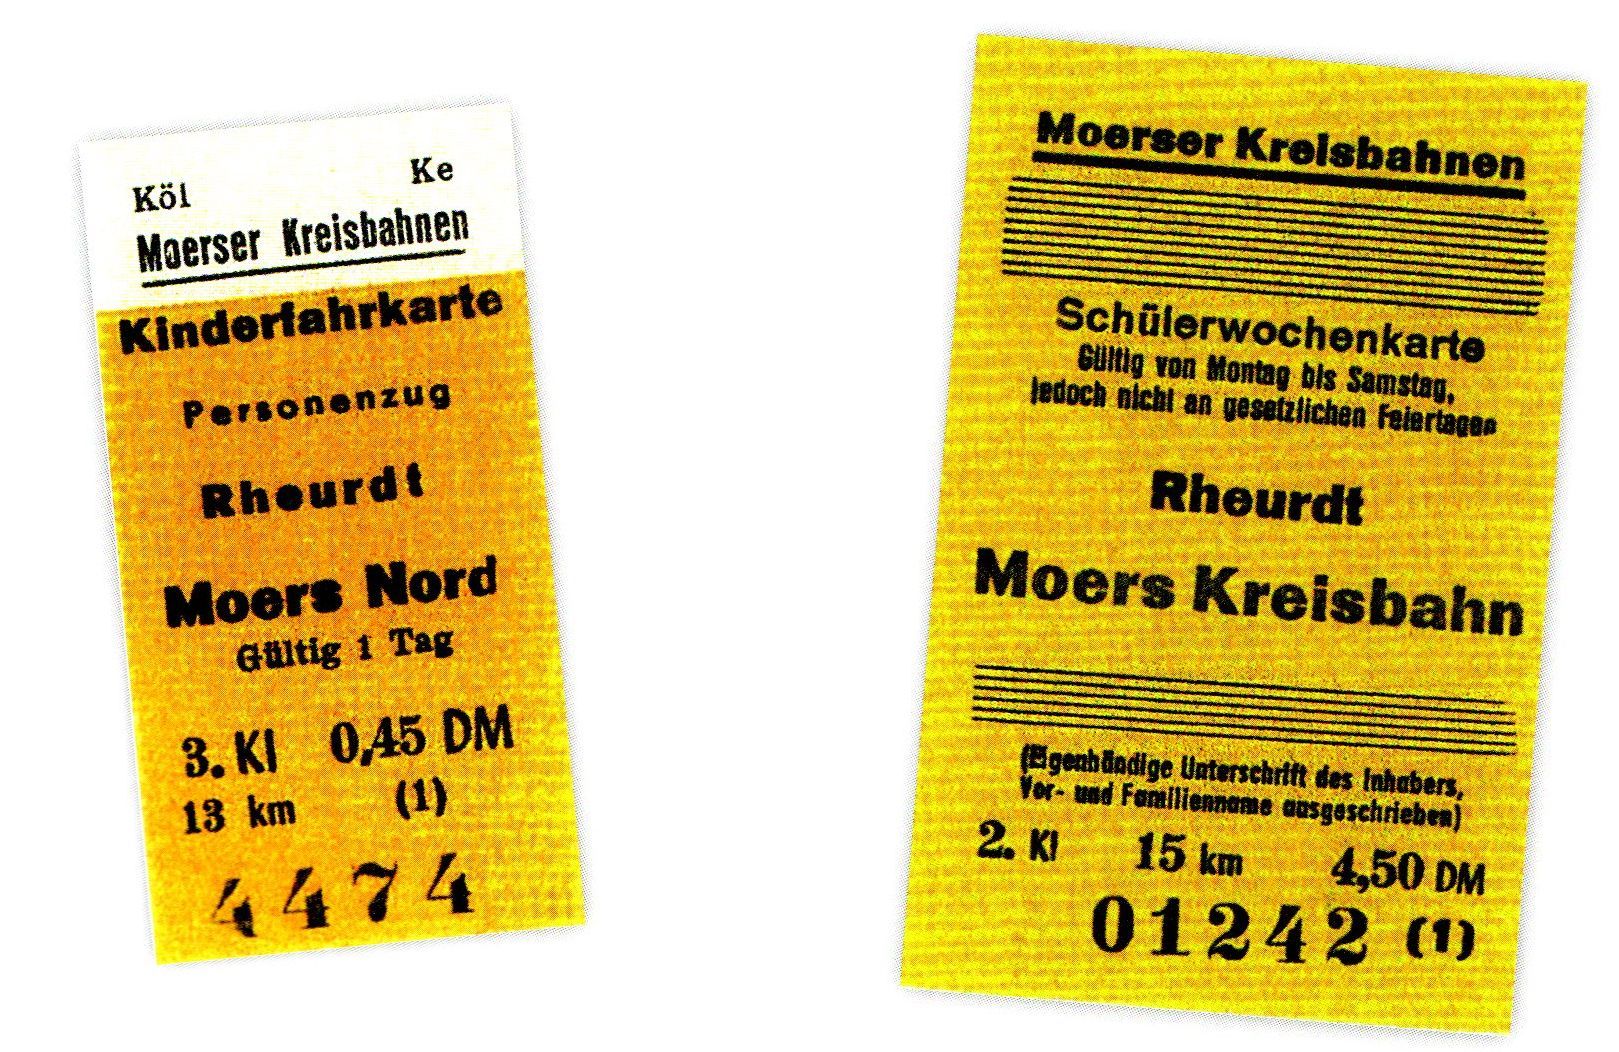 Köl Ke
Moerser Kreisbahnen
Kinderfahrkarte
Personenzug
Rheurdt
Moers Nord
Gültig 1 Tag
3. Kl 0,45 DM
13 km (1)
4474
Moerser Kreisbahnen
Schülerwochenkarte
Gültig von Montag bis Samstag,
jedoch nicht an gesetzlichen Feiertagen
Rheurdt
Moers Kreisbahn
(Eigenhändige Unterschrift des Inhabers,
Vor- und Familienname ausgeschrieben)
2. Kl 15 km 4,50 DM
01242 (1)